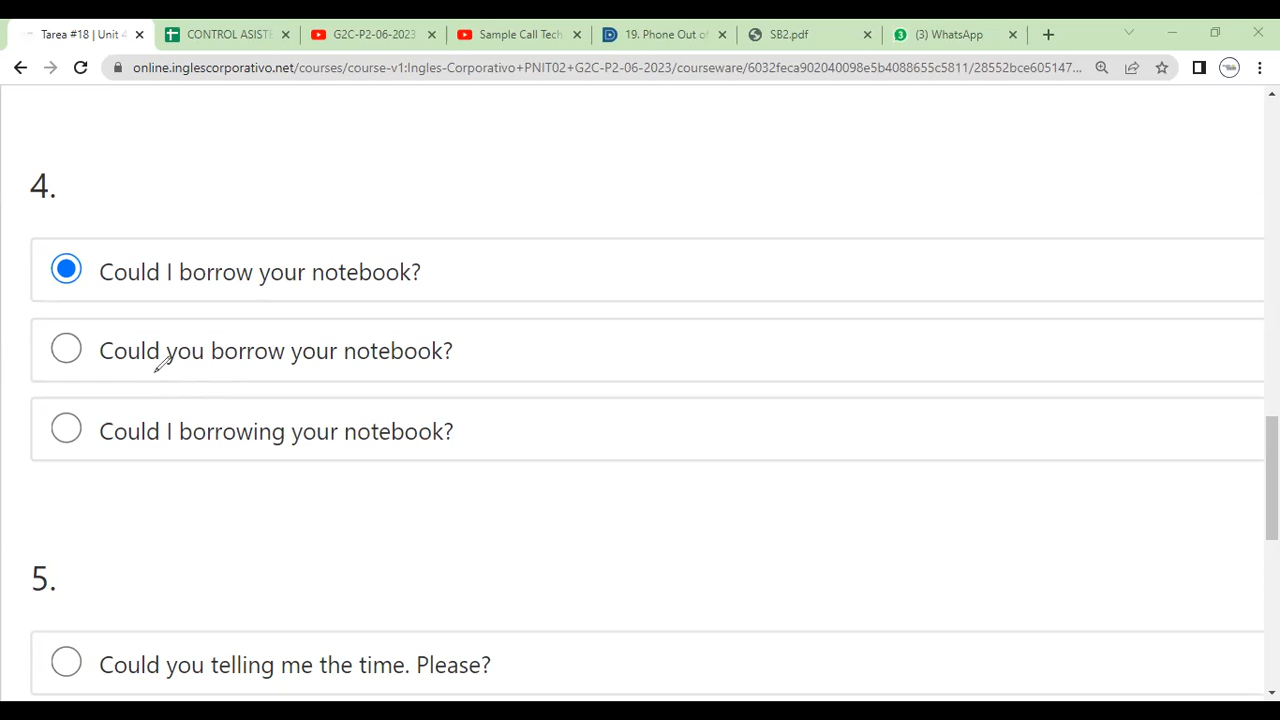 Tarea #18 | Unit 4
CONTROL ASISTE
G2C-P2-06-2023
Sample Call Tech
19. Phone Out of
SB2.pdf
(3) WhatsApp
online.inglescorporativo.net/courses/course-v1:Ingles-Corporativo+PNIT02+G2C-P2-06-2023/courseware/6032feca902040098e5b4088655c5811/28552bce605147...
4.
Could I borrow your notebook?
Could you borrow your notebook?
Could I borrowing your notebook?
5.
Could you telling me the time. Please?